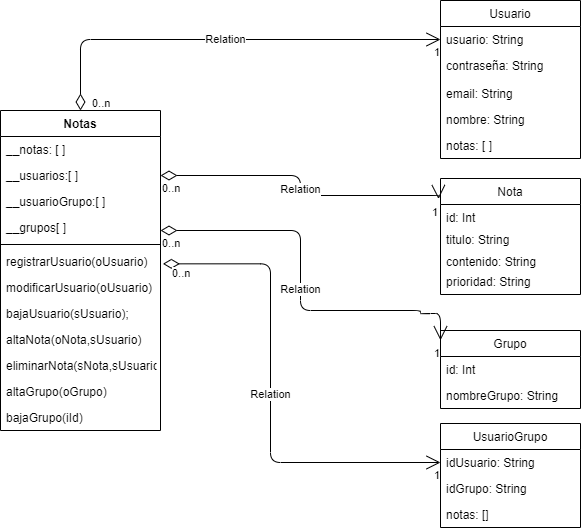 Usuario
usuario: String
contraseña: String
email: String
nombre: String
notas: [ ]
Relation
1
0..n
Notas
__notas: [ ]
__usuarios:[ ]
__usuarioGrupo:[ ]
__grupos[ ]
registrarUsuario(oUsuario)
modificarUsuario(oUsuario)
bajaUsuario(sUsuario);
altaNota(oNota,sUsuario)
eliminarNota(sNota,sUsuario
altaGrupo(oGrupo)
bajaGrupo(iId)
0..n
Relation
1
Nota
id: Int
titulo: String
contenido: String
prioridad: String
0..n
Relation
1
Grupo
id: Int
nombreGrupo: String
0..n
Relation
1
UsuarioGrupo
idUsuario: String
idGrupo: String
notas: []